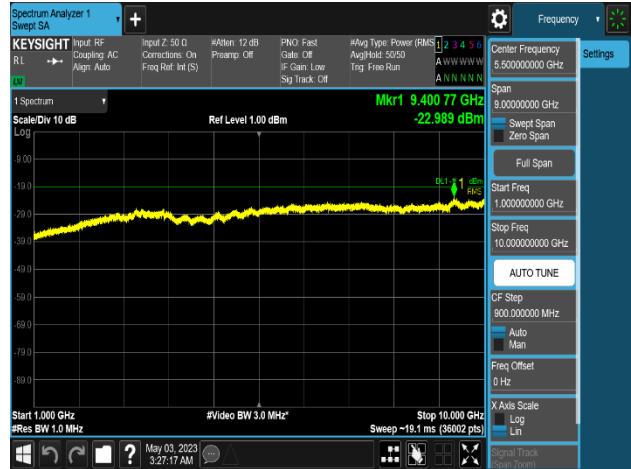 Spectrum Analyzer 1
Swept SA
+
Frequency
KEYSIGHT
RL
LW
Input: RF
Coupling: AC
Align: Auto
Input Z: 50 Ω
Corrections: On
Freq Ref: Int (S)
#Atten: 12 dB
Preamp: Off
PNO: Fast
Gate: Off
IF Gain: Low
Sig Track: Off
#Avg Type: Power (RMS
Avg|Hold: 50/50
Trig: Free Run
1 2 3 4 5 6
A W W W W W
A N N N N N
1 Spectrum
Scale/Div 10 dB
Ref Level 1.00 dBm
Mkr1 9.400 77 GHz
-22.989 dBm
Log
-9.00
-19.0
-29.0
-39.0
-49.0
-59.0
-69.0
-79.0
-89.0
1
RMS
Start 1.000 GHz
#Res BW 1.0 MHz
#Video BW 3.0 MHz*
Stop 10.000 GHz
Sweep ~19.1 ms (36002 pts)
Center Frequency
5.500000000 GHz
Settings
Span
9.00000000 GHz
Swept Span
Zero Span
Full Span
Start Freq
1.000000000 GHz
Stop Freq
10.000000000 GHz
AUTO TUNE
CF Step
900.000000 MHz
Auto
Man
Freq Offset
0 Hz
X Axis Scale
Log
Lin
Signal Track
(Span Zoom)
?
May 03, 2023
3:27:17 AM